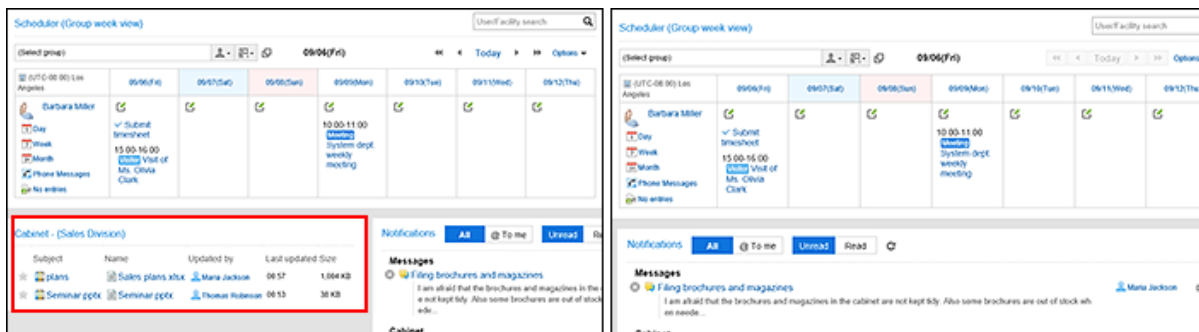 Scheduler (Group week view)
User/Facility search
(Select group)
09/06(Fri)
Today
Options
(UTC-08:00) Los Angeles
09/06(Fri)
09/07(Sat)
09/08(Sun)
09/09(Mon)
09/10(Tue)
09/11(Wed)
09/12(Thu)
Barbara Miller
Day
Week
Month
Phone Messages
No entries
Submit timesheet
15:00-16:00
Visitor Visit of
Ms. Olivia
Clark
10:00-11:00
Meeting
System dept.
weekly
meeting
Cabinet - (Sales Division)
Subject Name Updated by Last updated Size
plans Sales plans.xlsx Maria Jackson 08:57 1,004 KB
Seminar.pptx Seminar.pptx Thomas Robinson 08:53 38 KB
Notifications All @ To me Unread Re
Messages
Filing brochures and magazines
I am afraid that the brochures and magazines in the
e not kept tidy. Also some brochures are out of stock
ede...
Cabinet
Scheduler (Group week view)
User/Facility search
(Select group)
09/06(Fri)
Today
Options
(UTC-08:00) Los Angeles
09/06(Fri)
09/07(Sat)
09/08(Sun)
09/09(Mon)
09/10(Tue)
09/11(Wed)
09/12(Thu
Barbara Miller
Day
Week
Month
Phone Messages
No entries
Submit
timesheet
15:00-16:00
Visitor Visit of
Ms. Olivia
Clark
10:00-11:00
Meeting
System dept.
weekly
meeting
Notifications All @ To me Unread Read
Messages
Filing brochures and magazines Maria Jackson
I am afraid that the brochures and magazines in the cabinet are not kept tidy. Also some brochures are out of stock wh
en neede...